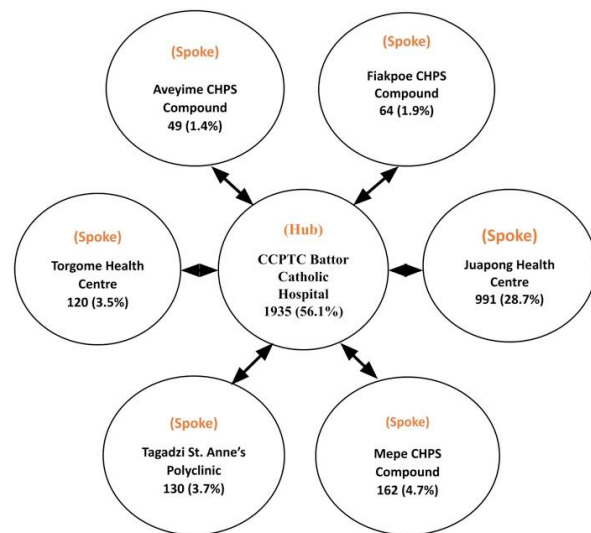 (Spoke)
Aveyime CHPS
Compound
49 (1.4%)
(Spoke)
Fiakpoe CHPS
Compound
64 (1.9%)
(Spoke)
Torgome Health
Centre
120 (3.5%)
(Hub)
CCPTC Battor
Catholic
Hospital
1935 (56.1%)
(Spoke)
Juapong Health
Centre
991 (28.7%)
(Spoke)
Tagadzi St. Anne’s
Polyclinic
130 (3.7%)
(Spoke)
Mepe CHPS
Compound
162 (4.7%)